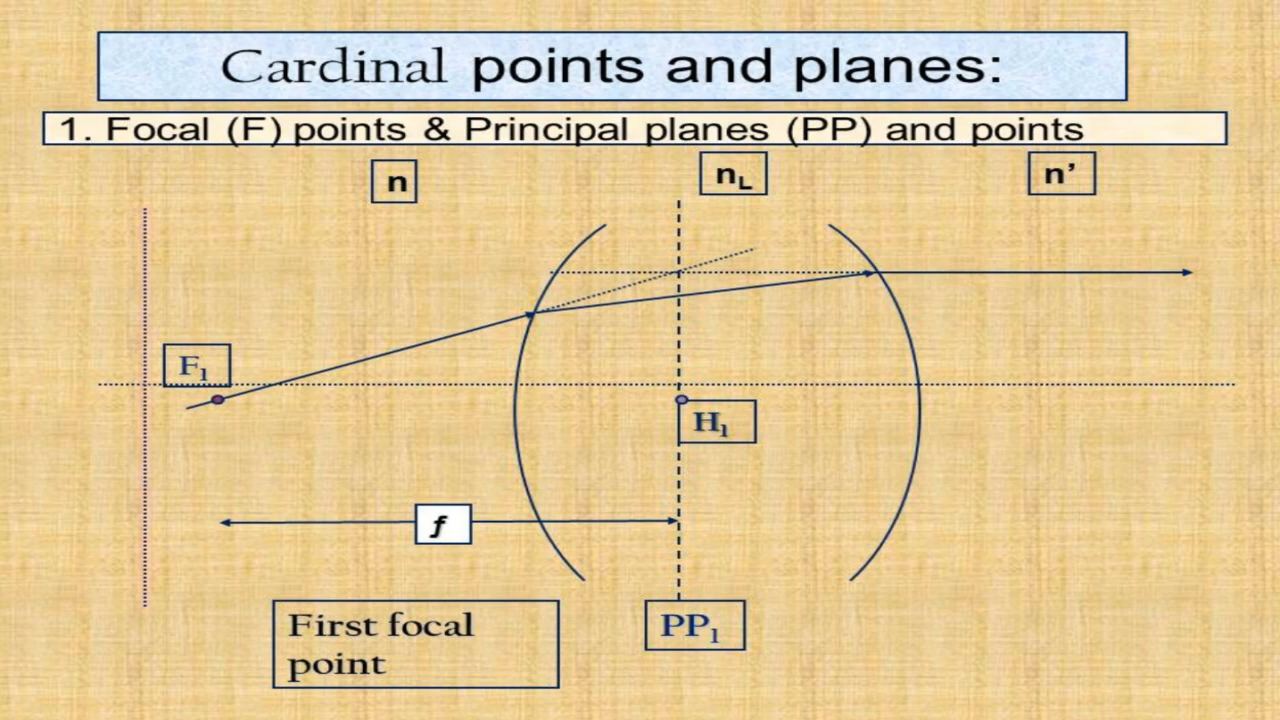 Cardinal points and planes:
1. Focal (F) points & Principal planes (PP) and points
n
nL
n’
F1
H1
f
First focal
point
PP1